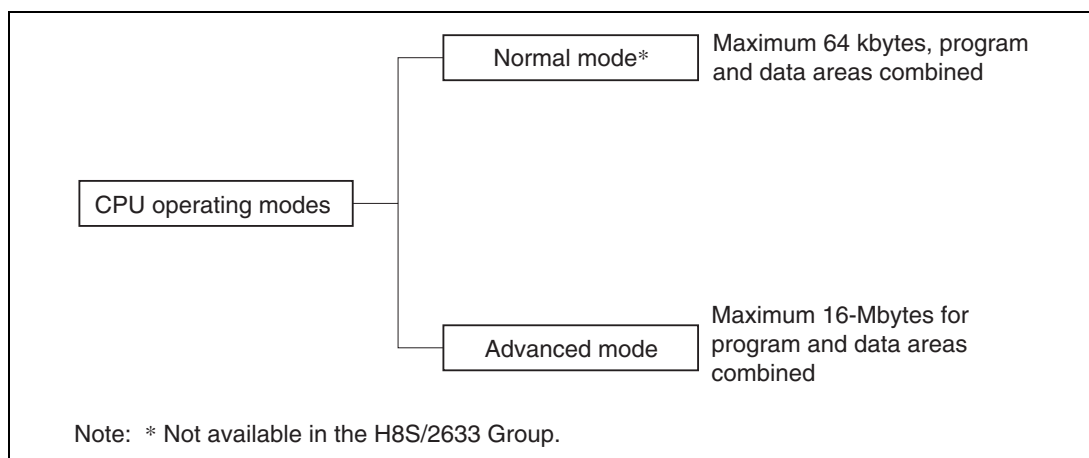 Normal mode*
Maximum 64 kbytes, program
and data areas combined
CPU operating modes
Advanced mode
Maximum 16-Mbytes for
program and data areas
combined
Note: * Not available in the H8S/2633 Group.